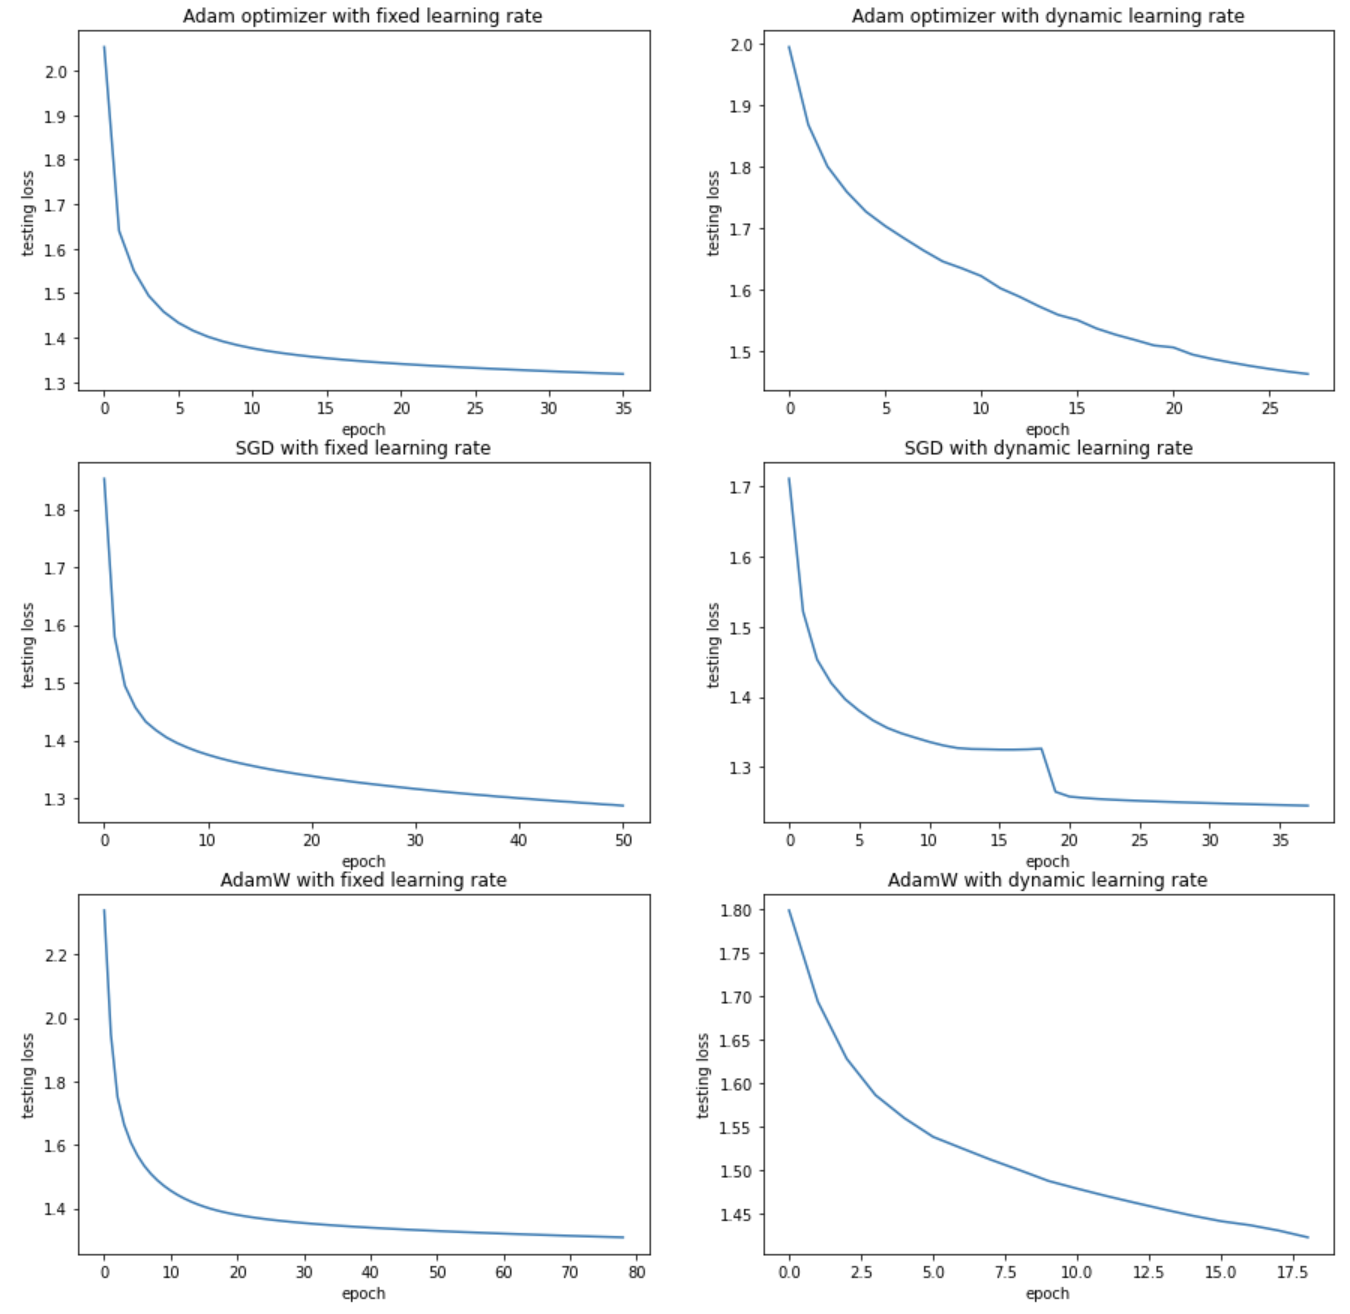 Adam optimizer with fixed learning rate
testing loss
2.0
1.9
1.8
1.7
1.6
1.5
1.4
1.3
0 5 10 15 20 25 30 35
epoch
Adam optimizer with dynamic learning rate
testing loss
2.0
1.9
1.8
1.7
1.6
1.5
0 5 10 15 20 25
epoch
SGD with fixed learning rate
testing loss
1.8
1.7
1.6
1.5
1.4
1.3
0 10 20 30 40 50
epoch
SGD with dynamic learning rate
testing loss
1.7
1.6
1.5
1.4
1.3
0 5 10 15 20 25 30 35
epoch
AdamW with fixed learning rate
testing loss
2.2
2.0
1.8
1.6
1.4
0 10 20 30 40 50 60 70 80
epoch
AdamW with dynamic learning rate
testing loss
1.80
1.75
1.70
1.65
1.60
1.55
1.50
1.45
0.0 2.5 5.0 7.5 10.0 12.5 15.0 17.5
epoch